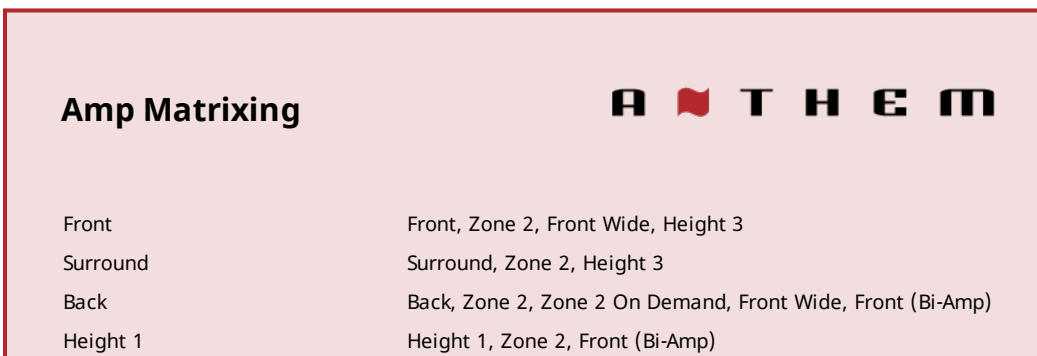 Amp Matrixing
ANTHEM
Front Front, Zone 2, Front Wide, Height 3
Surround Surround, Zone 2, Height 3
Back Back, Zone 2, Zone 2 On Demand, Front Wide, Front (Bi-Amp)
Height 1 Height 1, Zone 2, Front (Bi-Amp)